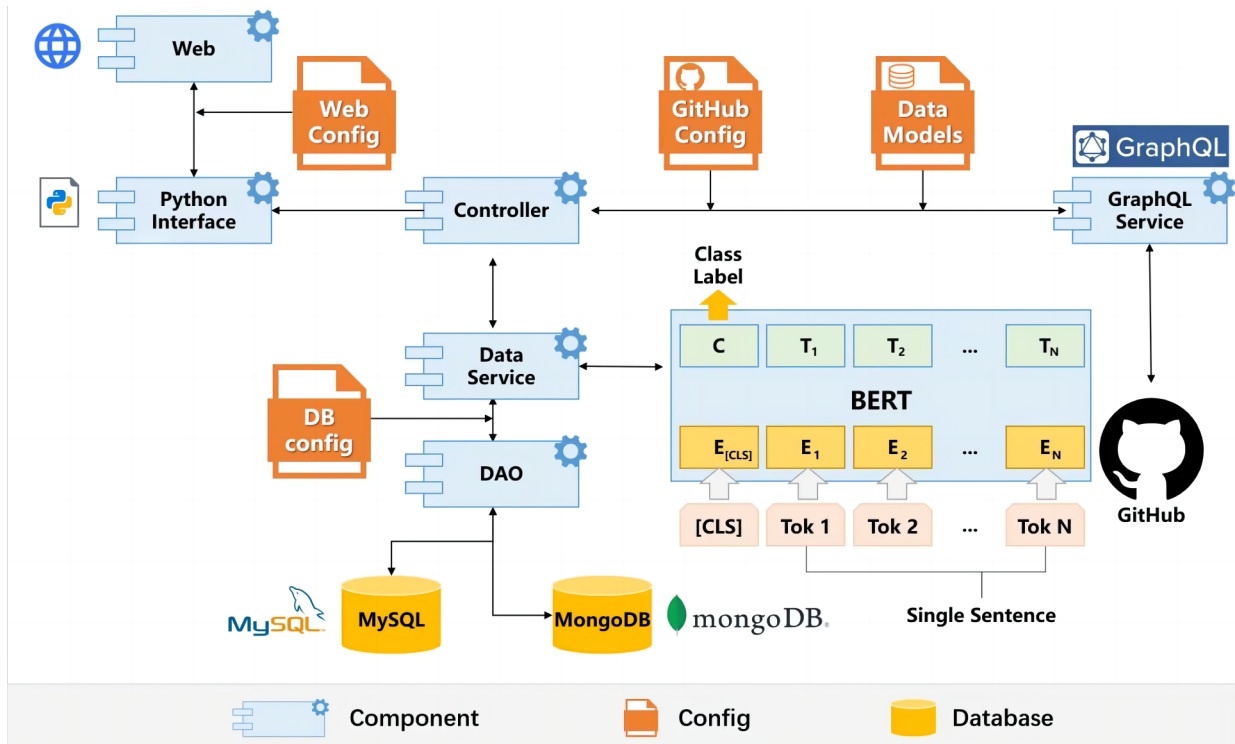 Web
Web
Config
GitHub
Config
Data
Models
GraphQL
Python
Interface
Controller
GraphQL
Service
Class
Label
C
T1
T2
...
TN
Data
Service
BERT
DB
config
E[CLS]
E1
E2
...
EN
DAO
[CLS]
Tok 1
Tok 2
...
Tok N
GitHub
Single Sentence
MySQL
MySQL
MongoDB
mongoDB®
Component
Config
Database